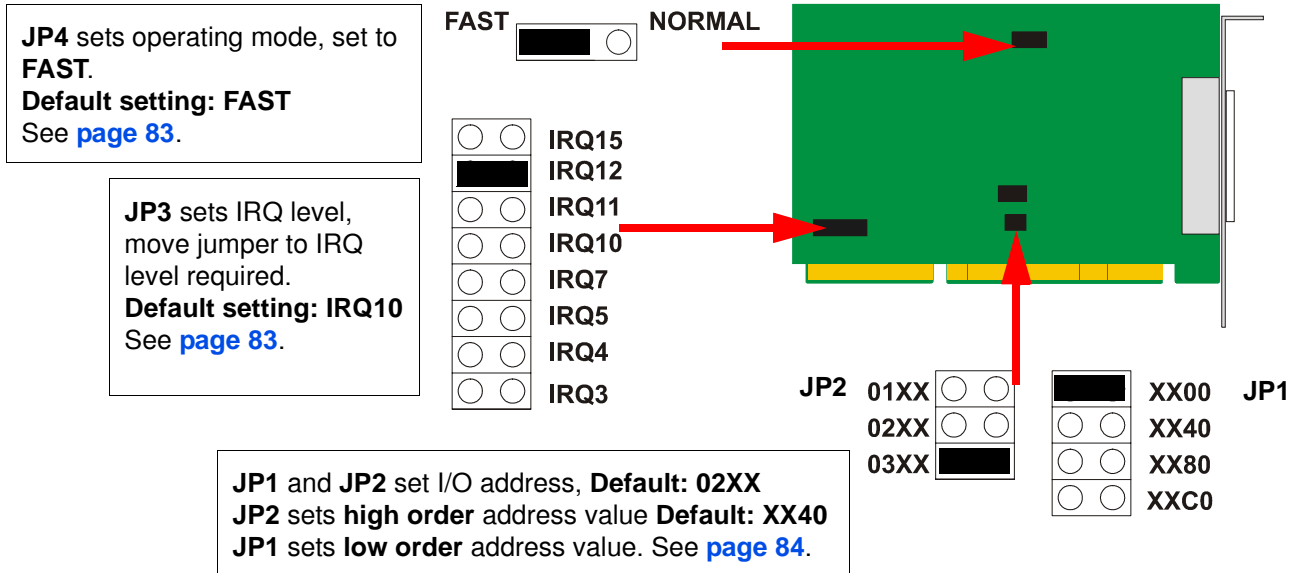 JP4 sets operating mode, set to
FAST.
Default setting: FAST
See page 83.
FAST
NORMAL
JP3 sets IRQ level,
move jumper to IRQ
level required.
Default setting: IRQ10
See page 83.
IRQ15
IRQ12
IRQ11
IRQ10
IRQ7
IRQ5
IRQ4
IRQ3
JP2
01XX
02XX
03XX
XX00
JP1
XX40
XX80
XXC0
JP1 and JP2 set I/O address, Default: 02XX
JP2 sets high order address value Default: XX40
JP1 sets low order address value. See page 84.